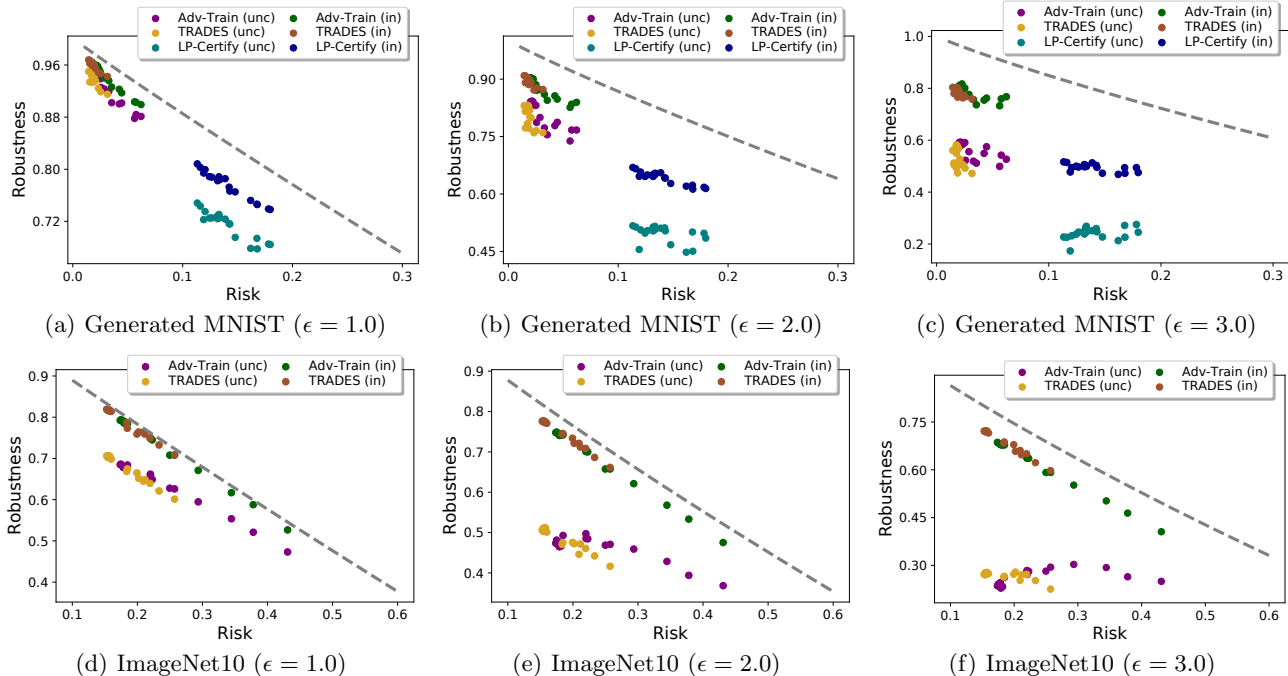 Adv-Train (unc) Adv-Train (in)
TRADES (unc) TRADES (in)
LP-Certify (unc) LP-Certify (in)
0.96
0.88
0.80
0.72
Robustness
0.0 0.1 0.2 0.3
Risk
(a) Generated MNIST (ϵ = 1.0)
Adv-Train (unc) Adv-Train (in)
TRADES (unc) TRADES (in)
LP-Certify (unc) LP-Certify (in)
0.90
0.75
0.60
0.45
Robustness
0.0 0.1 0.2 0.3
Risk
(b) Generated MNIST (ϵ = 2.0)
Adv-Train (unc) Adv-Train (in)
TRADES (unc) TRADES (in)
LP-Certify (unc) LP-Certify (in)
1.0
0.8
0.6
0.4
0.2
Robustness
0.0 0.1 0.2 0.3
Risk
(c) Generated MNIST (ϵ = 3.0)
Adv-Train (unc) Adv-Train (in)
TRADES (unc) TRADES (in)
0.9
0.8
0.7
0.6
0.5
0.4
Robustness
0.1 0.2 0.3 0.4 0.5 0.6
Risk
(d) ImageNet10 (ϵ = 1.0)
Adv-Train (unc) Adv-Train (in)
TRADES (unc) TRADES (in)
0.9
0.8
0.7
0.6
0.5
0.4
Robustness
0.1 0.2 0.3 0.4 0.5 0.6
Risk
(e) ImageNet10 (ϵ = 2.0)
Adv-Train (unc) Adv-Train (in)
TRADES (unc) TRADES (in)
0.75
0.60
0.45
0.30
Robustness
0.1 0.2 0.3 0.4 0.5 0.6
Risk
(f) ImageNet10 (ϵ = 3.0)